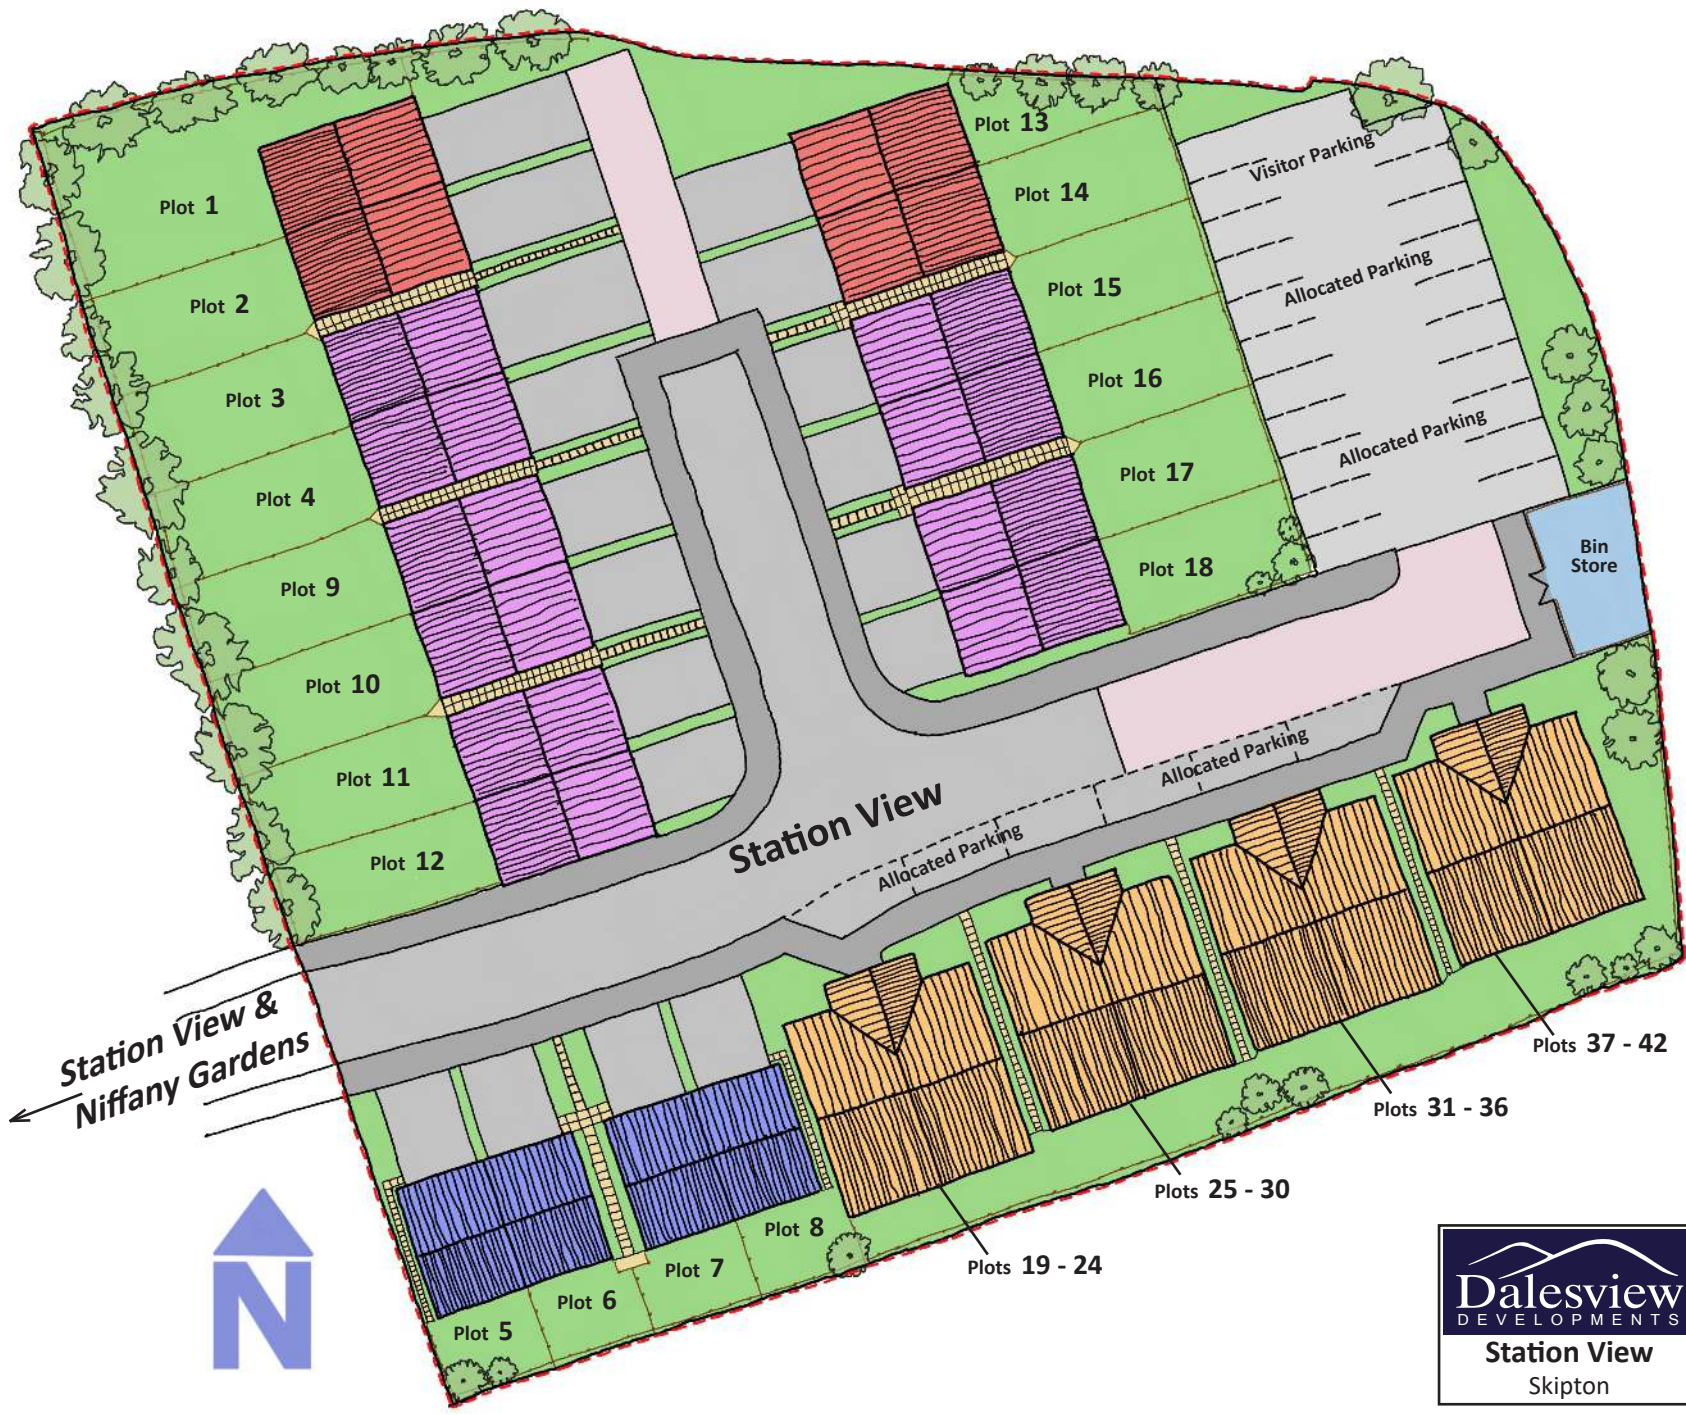 Plot 1
Plot 2
Plot 3
Plot 4
Plot 9
Plot 10
Plot 11
Plot 12
Plot 13
Plot 14
Plot 15
Plot 16
Plot 17
Plot 18
Visitor Parking
Allocated Parking
Allocated Parking
Bin
Store
Station View
Allocated Parking
Allocated Parking
Station View &
Niffany Gardens
Plots 37 - 42
Plots 31 - 36
Plots 25 - 30
Plots 19 - 24
Plot 8
Plot 7
Plot 6
Plot 5
N
Dalesview
DEVELOPMENTS
Station View
Skipton